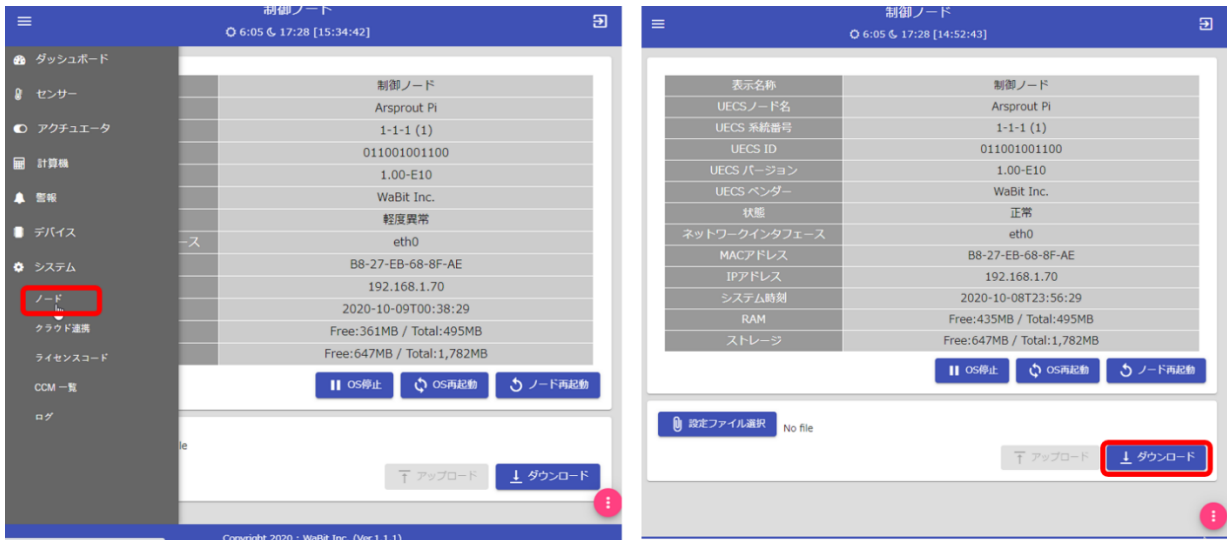 制御ノード
6:05 17:28 [15:34:42]
ダッシュボード
センサー
アクチュエータ
計算機
警報
デバイス
システム
ノード
クラウド連携
ライセンスコード
CCM 一覧
ログ
制御ノード
Arsprout Pi
1-1-1 (1)
011001001100
1.00-E10
WaBit Inc.
軽度異常
ース eth0
B8-27-EB-68-8F-AE
192.168.1.70
2020-10-09T00:38:29
Free:361MB / Total:495MB
Free:647MB / Total:1,782MB
OS停止 OS再起動 ノード再起動
le
アップロード ダウンロード
Copyright 2020 : WaBit Inc. (Ver.1.1.1)
制御ノード
6:05 17:28 [14:52:43]
表示名称 制御ノード
UECSノード名 Arsprout Pi
UECS 系統番号 1-1-1 (1)
UECS ID 011001001100
UECS バージョン 1.00-E10
UECS ベンダー WaBit Inc.
状態 正常
ネットワークインタフェース eth0
MACアドレス B8-27-EB-68-8F-AE
IPアドレス 192.168.1.70
システム時刻 2020-10-08T23:56:29
RAM Free:435MB / Total:495MB
ストレージ Free:647MB / Total:1,782MB
OS停止 OS再起動 ノード再起動
設定ファイル選択 No file
アップロード ダウンロード